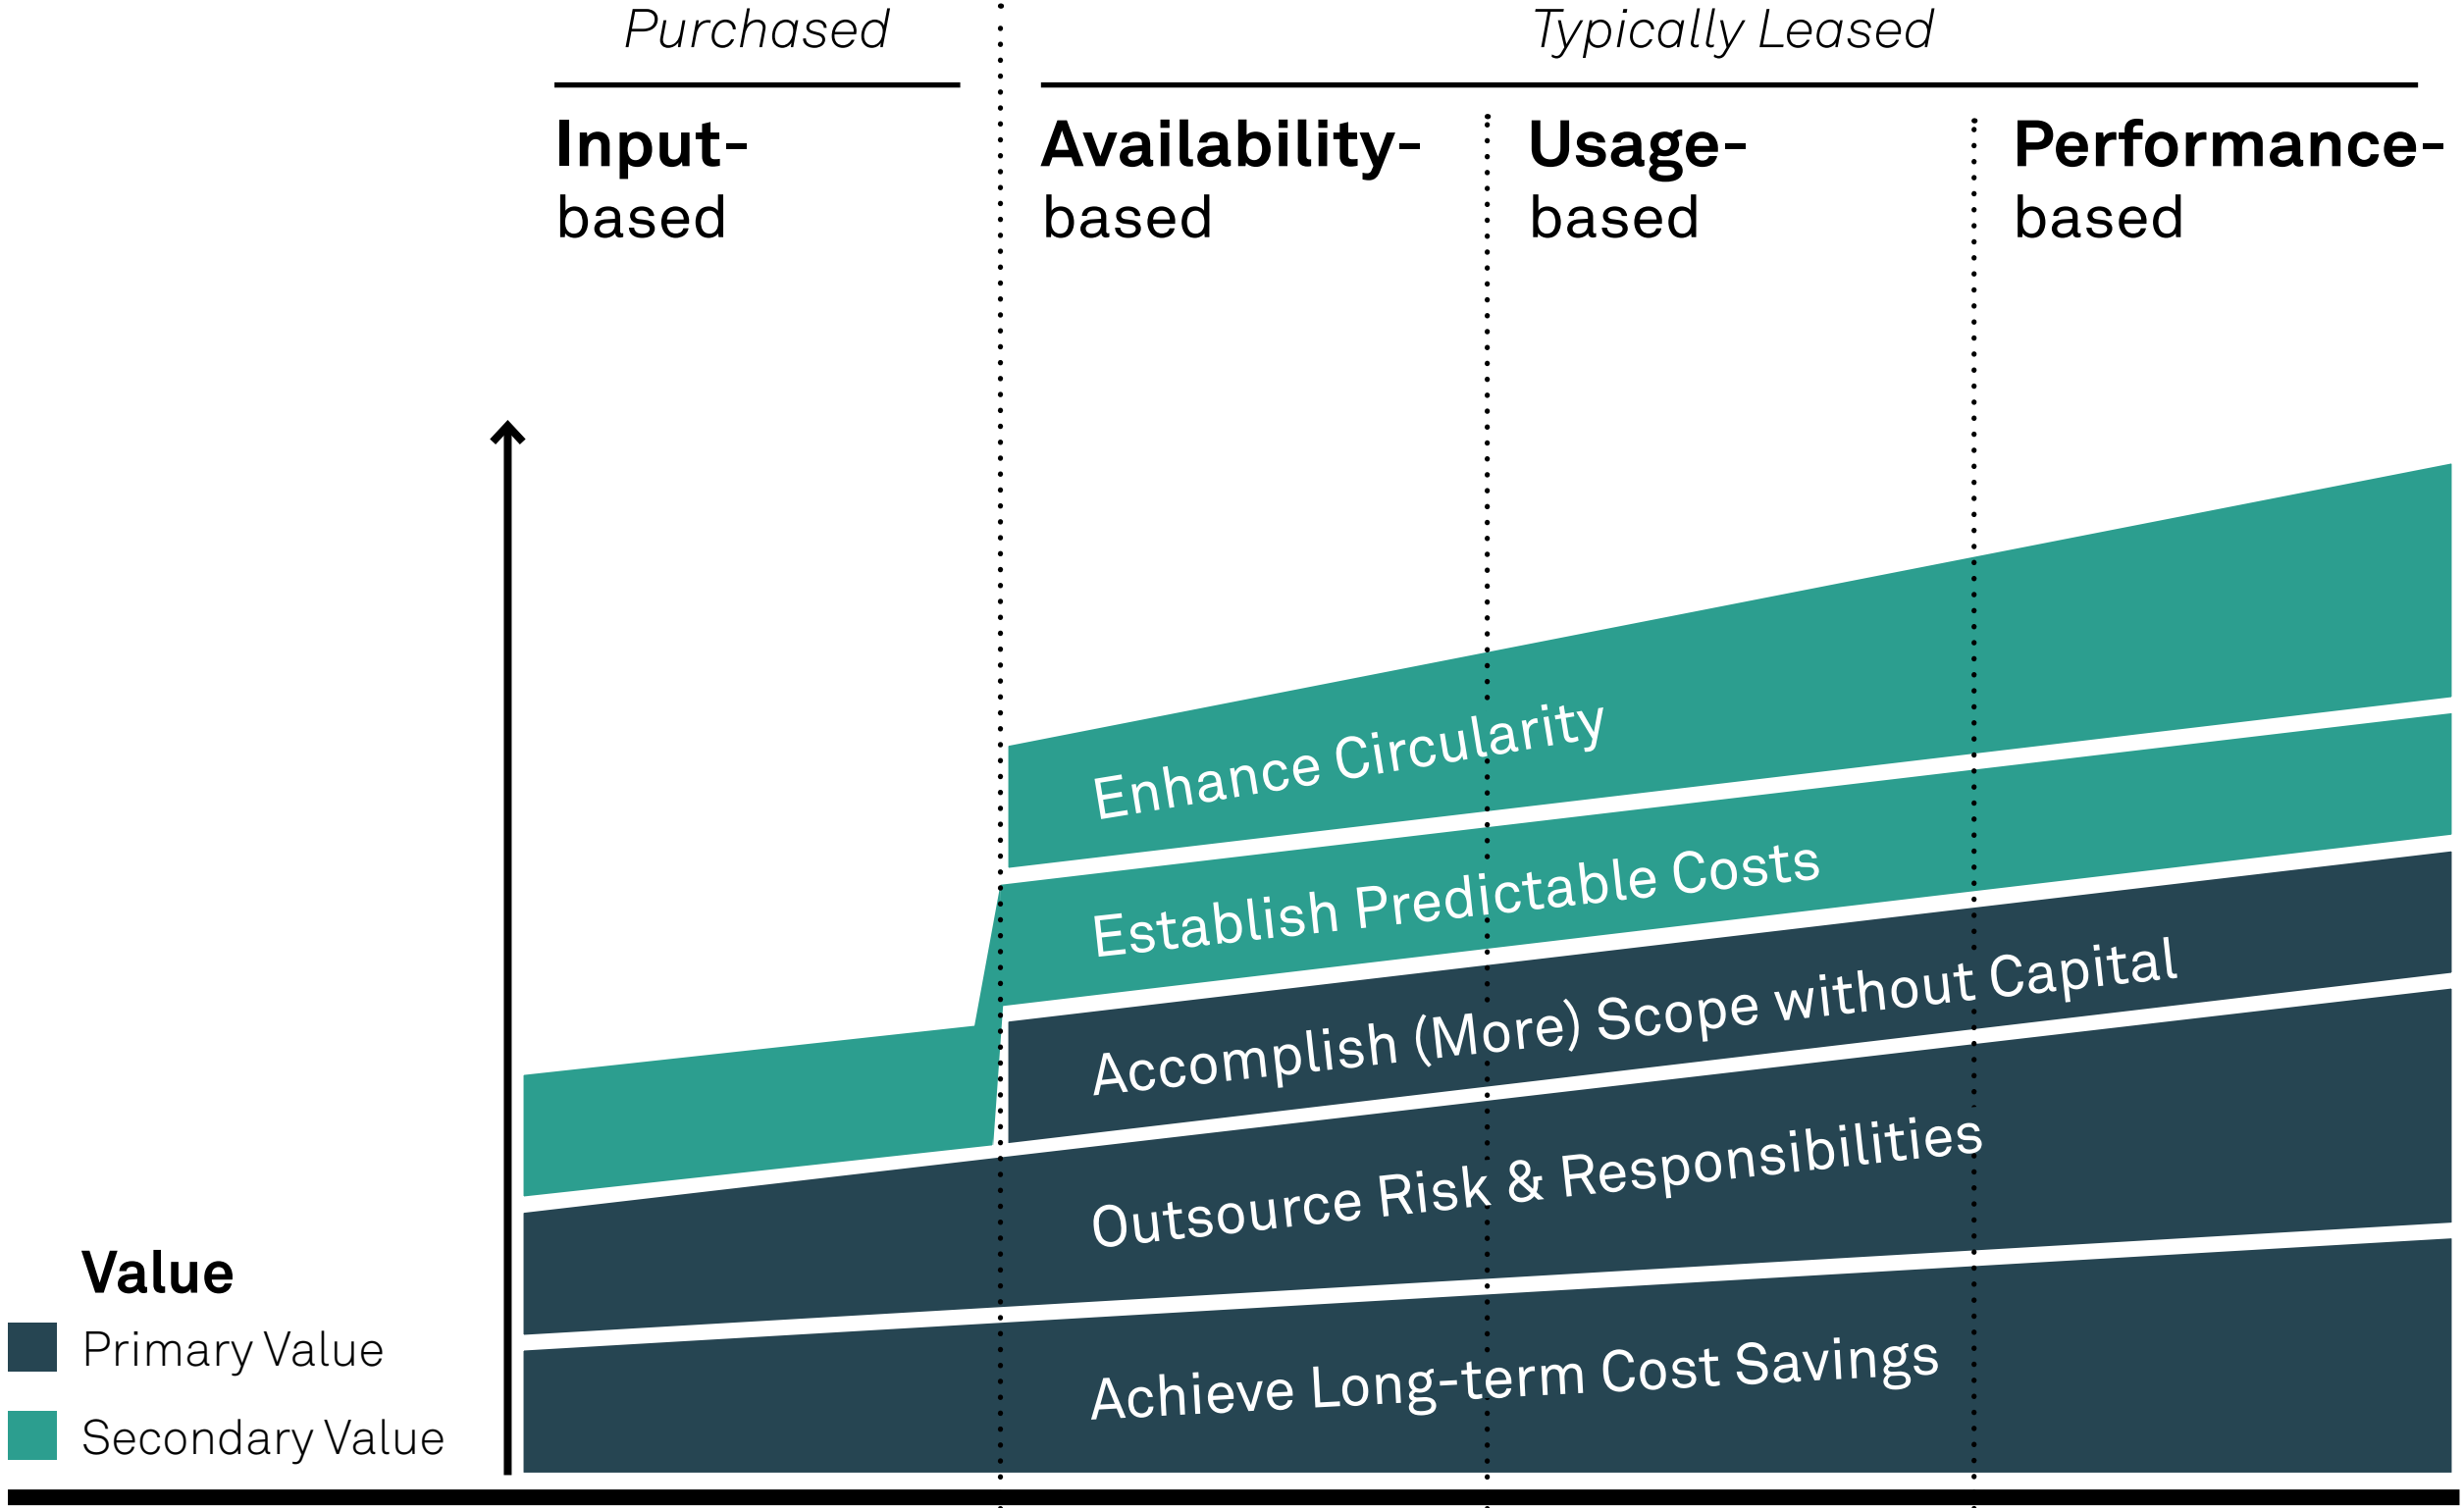 Purchased
Typically Leased
Input-
based
Availability-
based
Usage-
based
Performance-
based
Enhance Circularity
Establish Predictable Costs
Accomplish (More) Scope without Capital
Outsource Risk & Responsibilities
Achieve Long-term Cost Savings
Value
Primary Value
Secondary Value